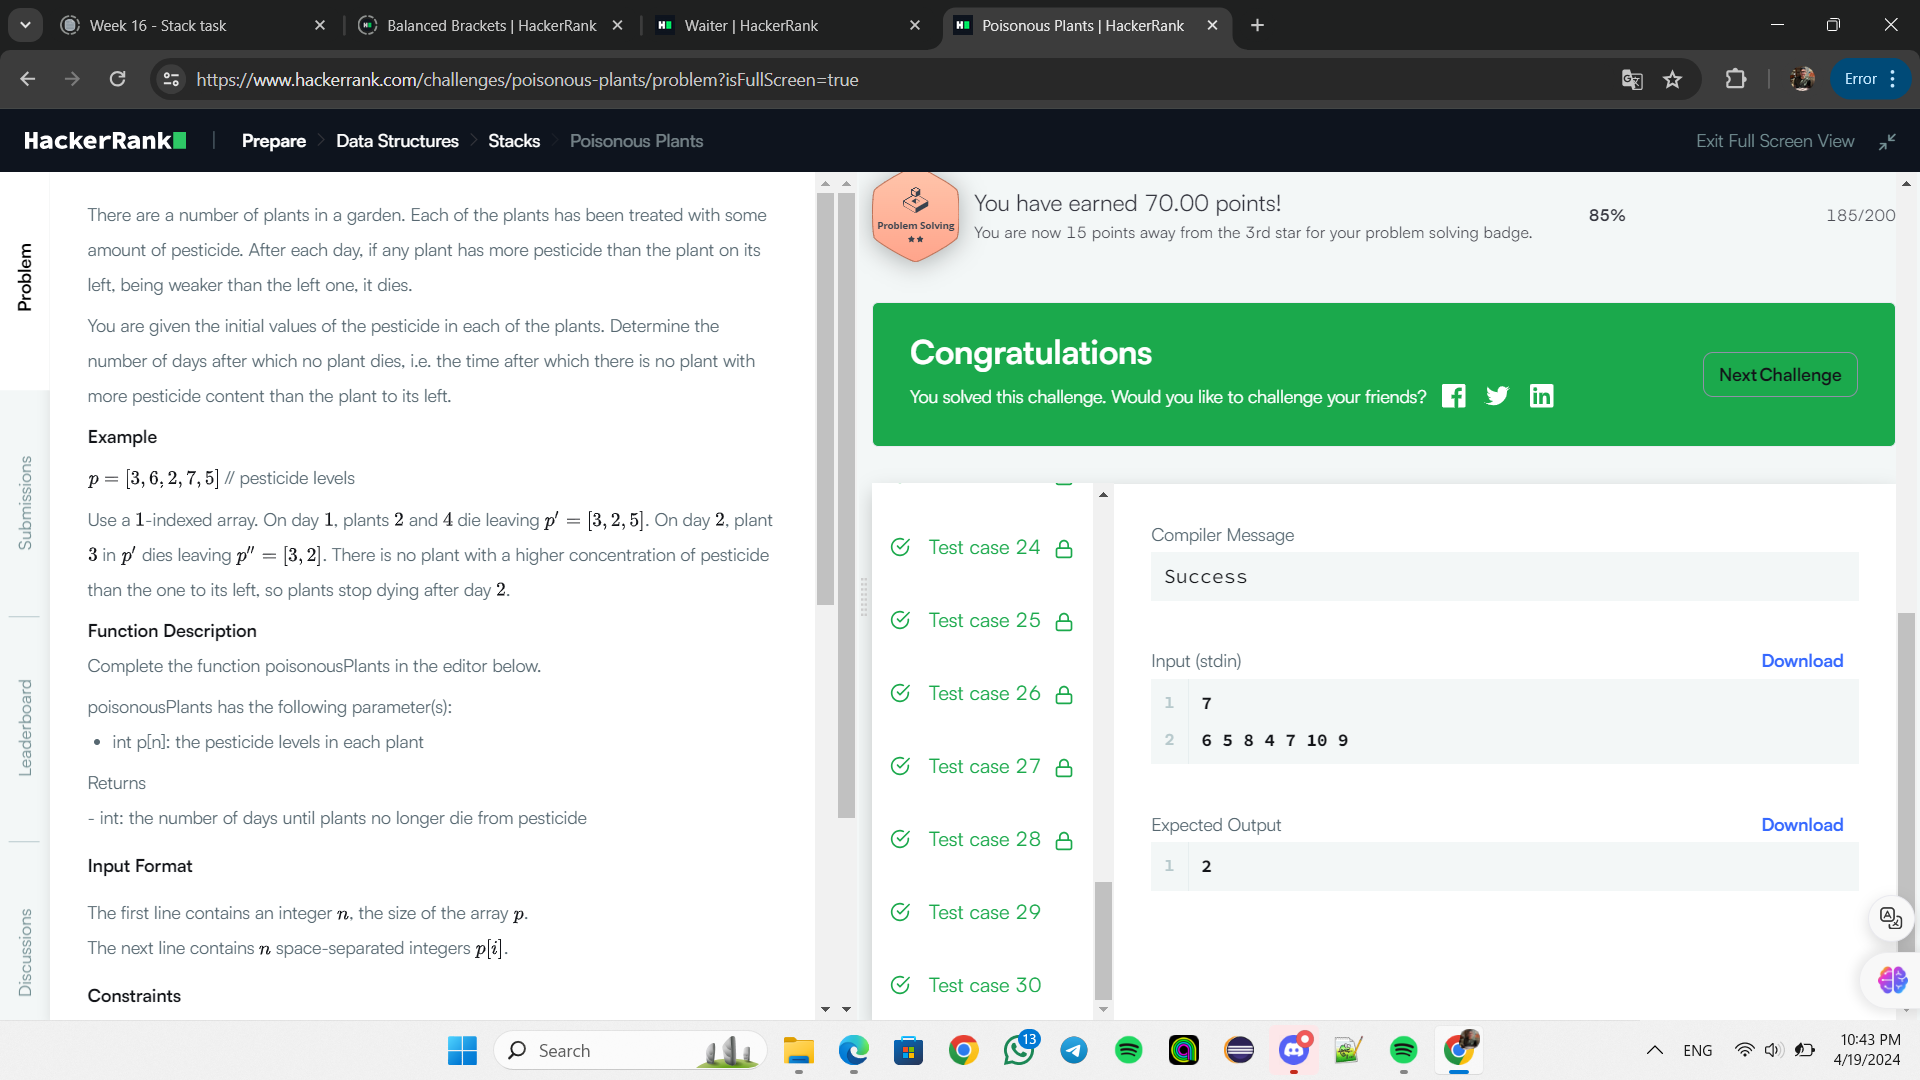 Week 16 - Stack task
Balanced Brackets | HackerRank
Waiter | HackerRank
Poisonous Plants | HackerRank
https://www.hackerrank.com/challenges/poisonous-plants/problem?isFullScreen=true
Error
HackerRank
Prepare
Data Structures
Stacks
Poisonous Plants
Exit Full Screen View
Problem
Submissions
Leaderboard
Discussions
There are a number of plants in a garden. Each of the plants has been treated with some
amount of pesticide. After each day, if any plant has more pesticide than the plant on its
left, being weaker than the left one, it dies.
You are given the initial values of the pesticide in each of the plants. Determine the
number of days after which no plant dies, i.e. the time after which there is no plant with
more pesticide content than the plant to its left.
Example
p = [3, 6, 2, 7, 5] // pesticide levels
Use a 1-indexed array. On day 1, plants 2 and 4 die leaving p' = [3, 2, 5]. On day 2, plant
3 in p' dies leaving p'' = [3, 2]. There is no plant with a higher concentration of pesticide
than the one to its left, so plants stop dying after day 2.
Function Description
Complete the function poisonousPlants in the editor below.
poisonousPlants has the following parameter(s):
• int p[n]: the pesticide levels in each plant
Returns
- int: the number of days until plants no longer die from pesticide
Input Format
The first line contains an integer n, the size of the array p.
The next line contains n space-separated integers p[i].
Constraints
Problem Solving
You have earned 70.00 points!
You are now 15 points away from the 3rd star for your problem solving badge.
85%
185/200
Congratulations
You solved this challenge. Would you like to challenge your friends?
Next Challenge
Test case 24
Test case 25
Test case 26
Test case 27
Test case 28
Test case 29
Test case 30
Compiler Message
Success
Input (stdin)
Download
1 7
2 6 5 8 4 7 10 9
Expected Output
Download
1 2
Search
13
ENG
10:43 PM
4/19/2024